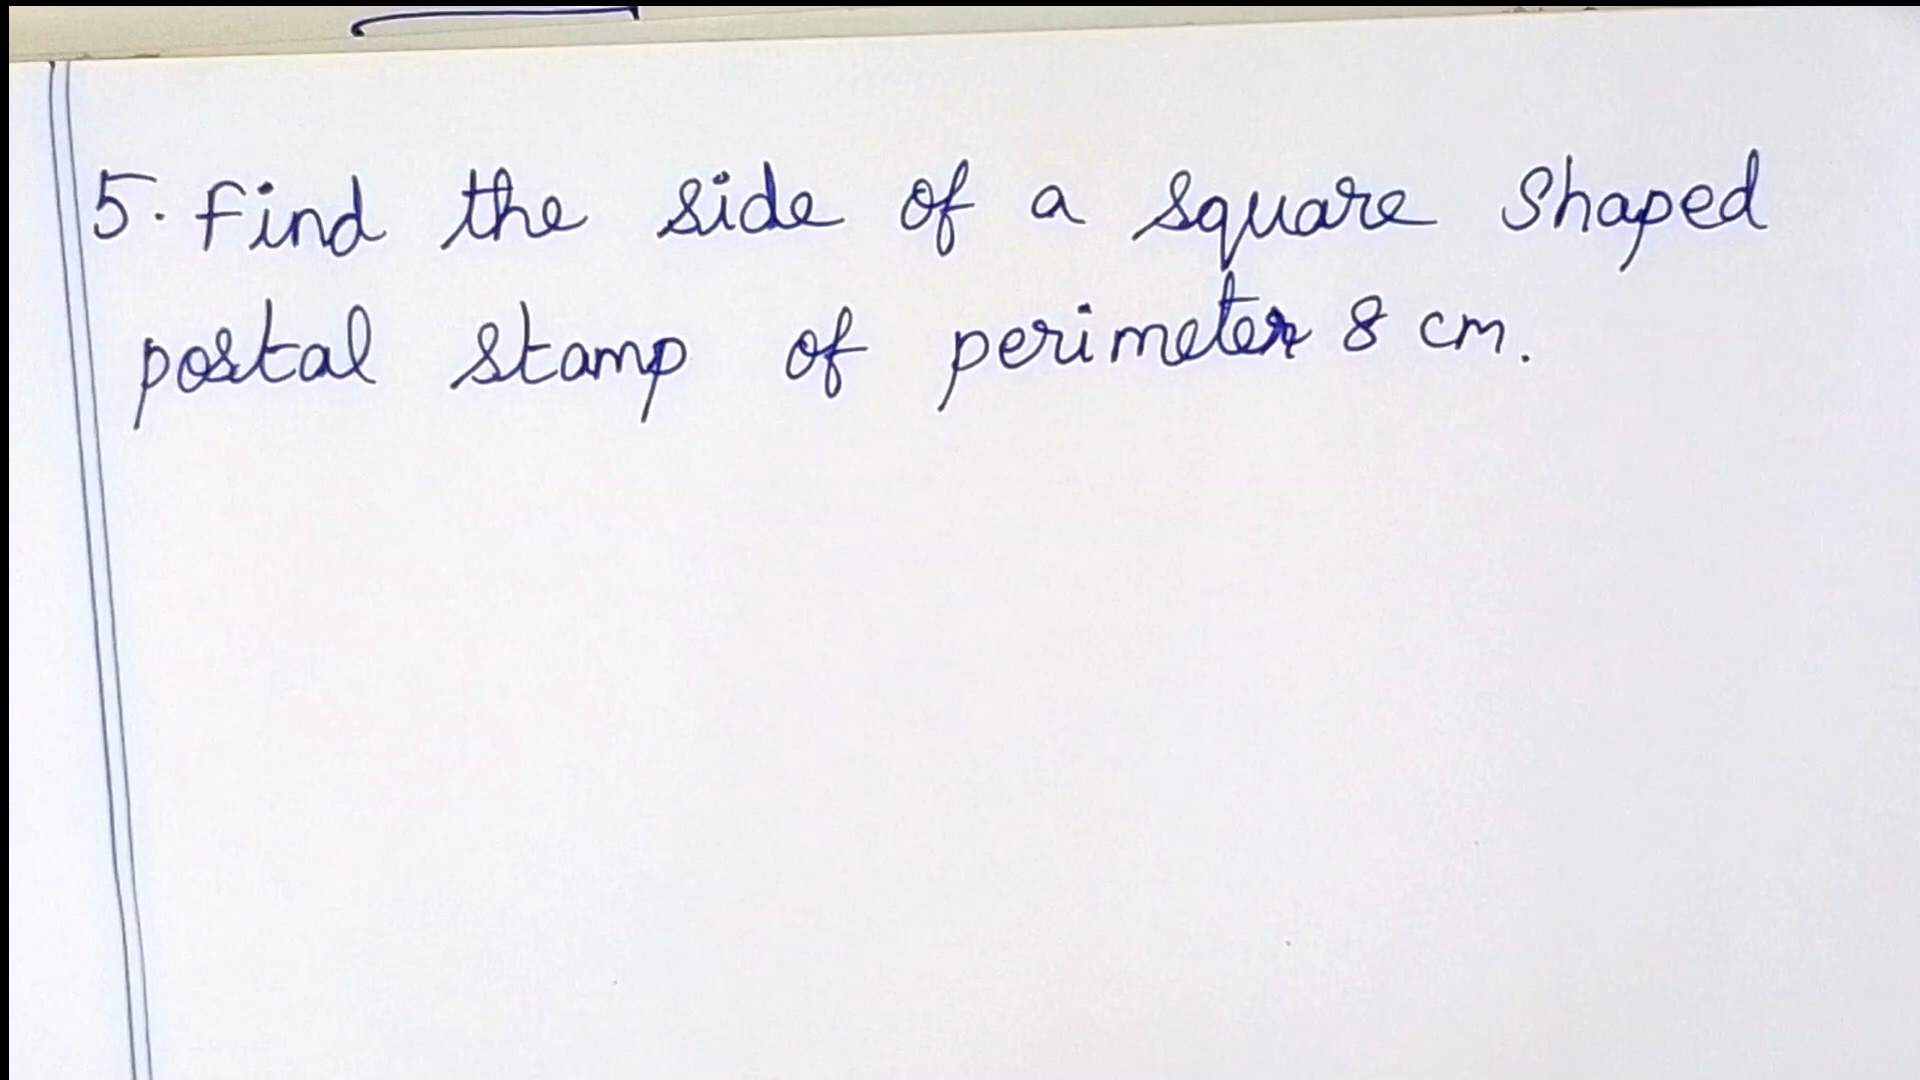 5. Find the side of a square shaped
postal stamp of perimeter 8 cm.